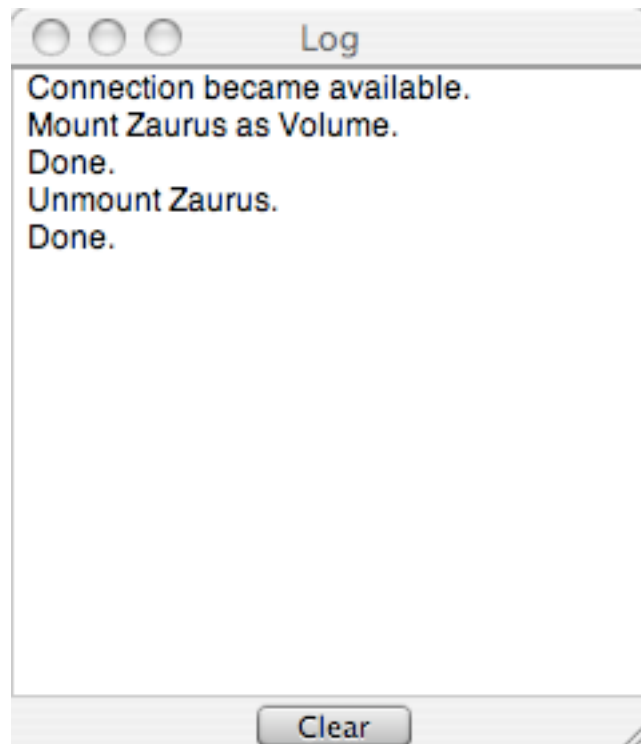 Log
Connection became available.
Mount Zaurus as Volume.
Done.
Unmount Zaurus.
Done.
Clear